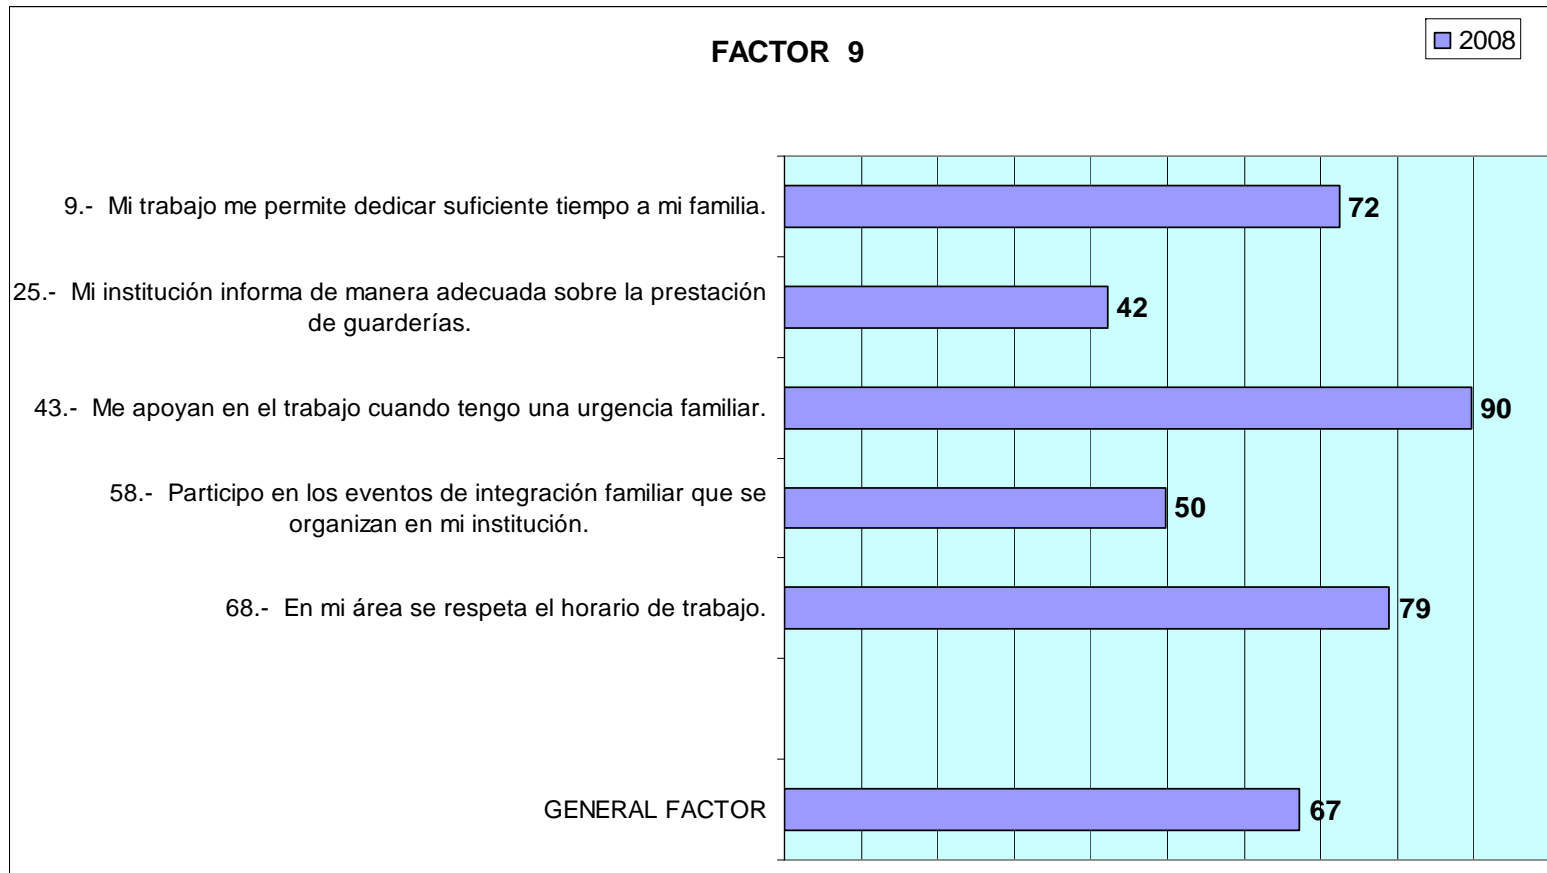 FACTOR 9
2008
9.- Mi trabajo me permite dedicar suficiente tiempo a mi familia.
72
25.- Mi institución informa de manera adecuada sobre la prestación
de guarderías.
42
43.- Me apoyan en el trabajo cuando tengo una urgencia familiar.
90
58.- Participo en los eventos de integración familiar que se
organizan en mi institución.
50
68.- En mi área se respeta el horario de trabajo.
79
GENERAL FACTOR
67